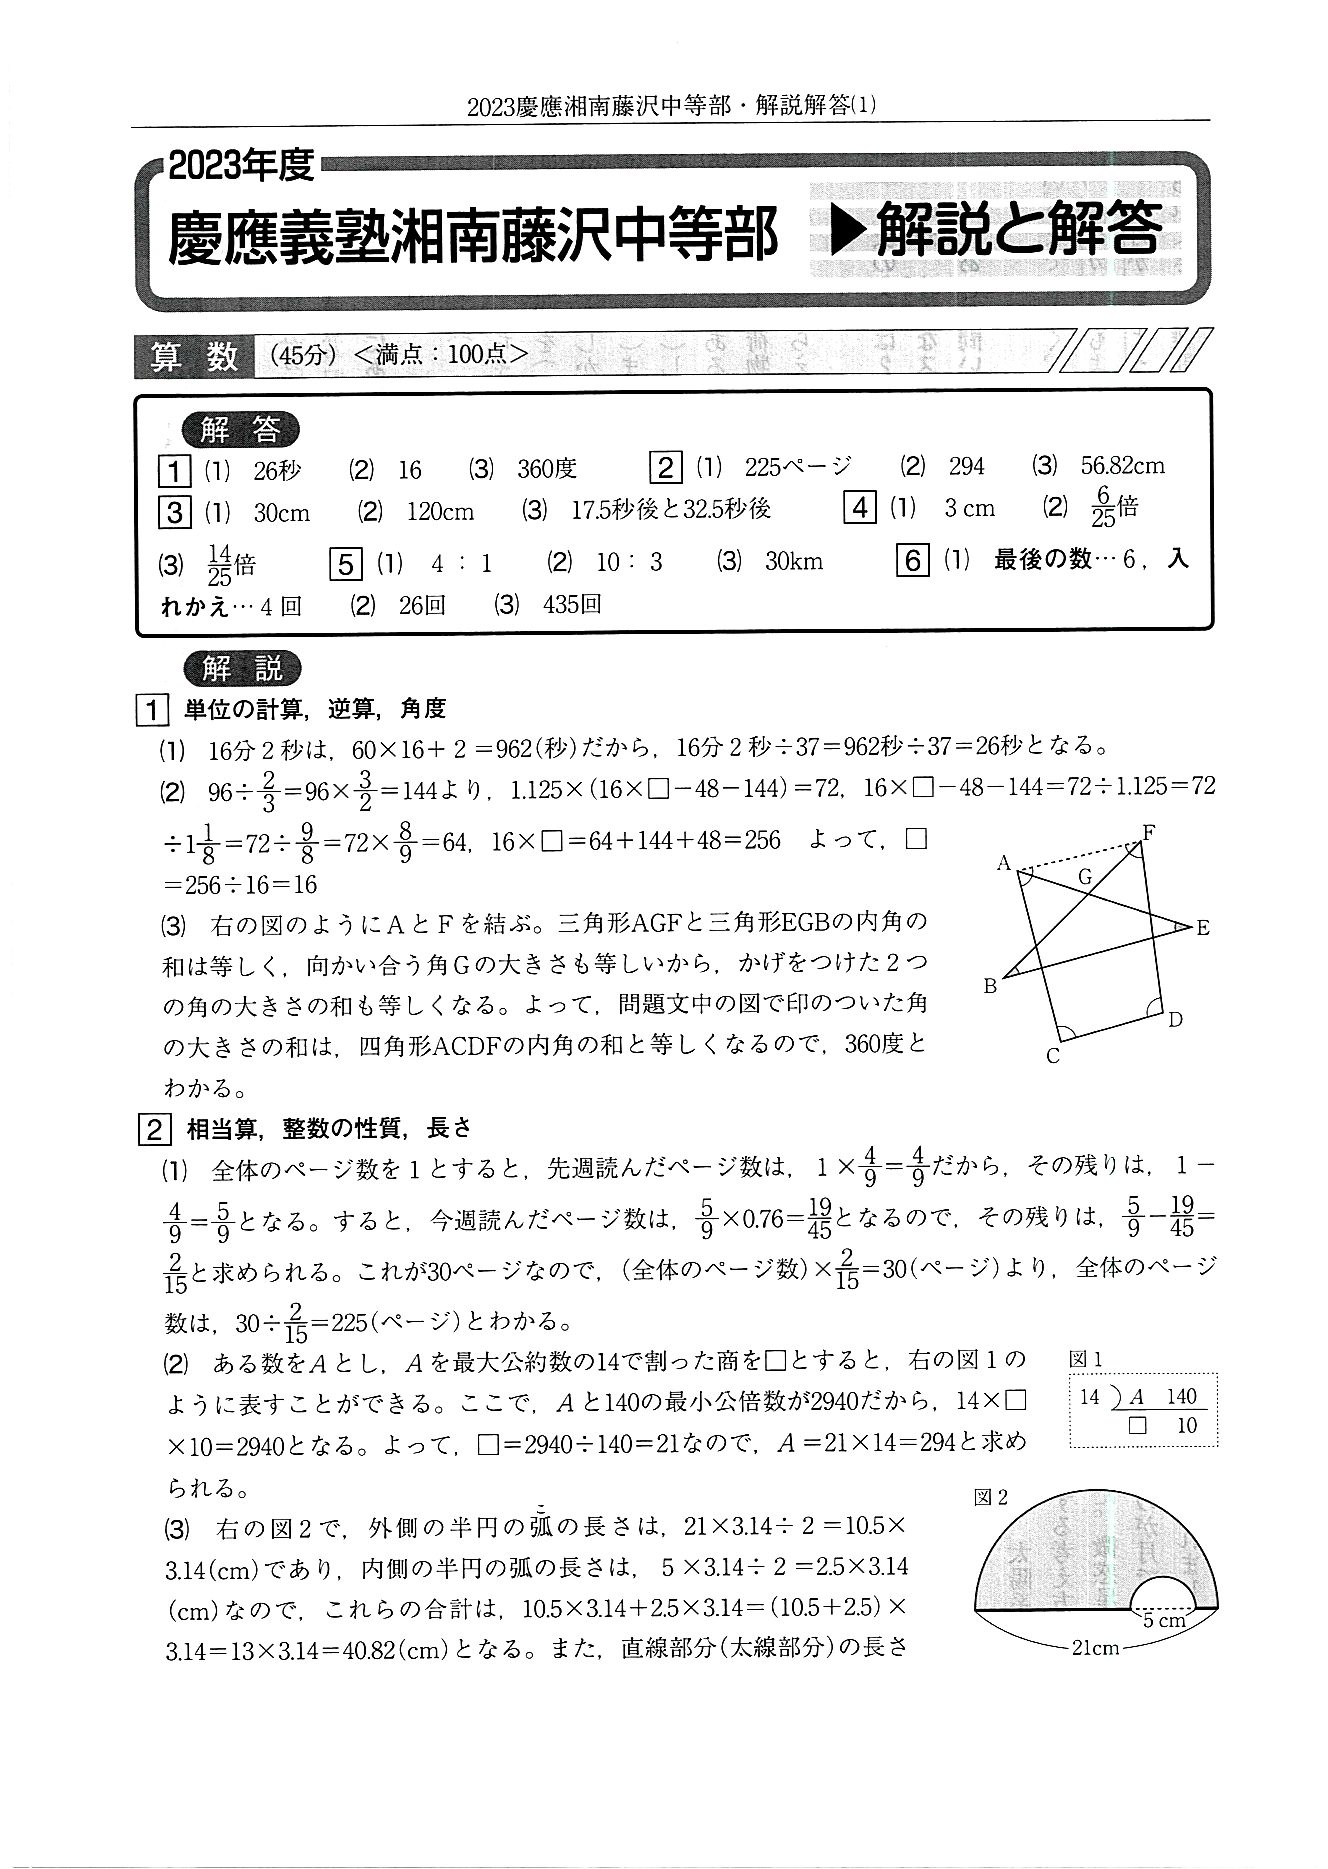 2023慶應湘南藤沢中等部・解説解答(1)
2023年度
慶應義塾湘南藤沢中等部 ▶解説と解答
算数 (45分) <満点：100点>
解答
1 (1) 26秒 (2) 16 (3) 360度 2 (1) 225ページ (2) 294 (3) 56.82cm
3 (1) 30cm (2) 120cm (3) 17.5秒後と32.5秒後 4 (1) 3cm (2) 6/25倍
(3) 14/25倍 5 (1) 4：1 (2) 10：3 (3) 30km 6 (1) 最後の数…6，入
れかえ…4回 (2) 26回 (3) 435回
解説
1 単位の計算，逆算，角度
(1) 16分2秒は，60×16＋2＝962(秒)だから，16分2秒÷37＝962秒÷37＝26秒となる。
(2) 96÷2/3＝96×3/2＝144より，1.125×(16×□－48－144)＝72，16×□－48－144＝72÷1.125＝72
÷1 1/8＝72÷9/8＝72×8/9＝64，16×□＝64＋144＋48＝256 よって，□
＝256÷16＝16
(3) 右の図のようにAとFを結ぶ。三角形AGFと三角形EGBの内角の
和は等しく，向かい合う角Gの大きさも等しいから，かげをつけた2つ
の角の大きさの和も等しくなる。よって，問題文中の図で印のついた角
の大きさの和は，四角形ACDFの内角の和と等しくなるので，360度と
わかる。
F
A
G
E
B
D
C
2 相当算，整数の性質，長さ
(1) 全体のページ数を1とすると，先週読んだページ数は，1×4/9＝4/9だから，その残りは，1－
4/9＝5/9となる。すると，今週読んだページ数は，5/9×0.76＝19/45となるので，その残りは，5/9－19/45＝
2/15と求められる。これが30ページなので，(全体のページ数)×2/15＝30(ページ)より，全体のページ
数は，30÷2/15＝225(ページ)とわかる。
(2) ある数をAとし，Aを最大公約数の14で割った商を□とすると，右の図1の
ように表すことができる。ここで，Aと140の最小公倍数が2940だから，14×□
×10＝2940となる。よって，□＝2940÷140＝21なので，A＝21×14＝294と求め
られる。
図1
14 ) A 140
□ 10
(3) 右の図2で，外側の半円の弧の長さは，21×3.14÷2＝10.5×
こ
3.14(cm)であり，内側の半円の弧の長さは，5×3.14÷2＝2.5×3.14
(cm)なので，これらの合計は，10.5×3.14＋2.5×3.14＝(10.5＋2.5)×
3.14＝13×3.14＝40.82(cm)となる。また，直線部分(太線部分)の長さ
図2
5cm
21cm